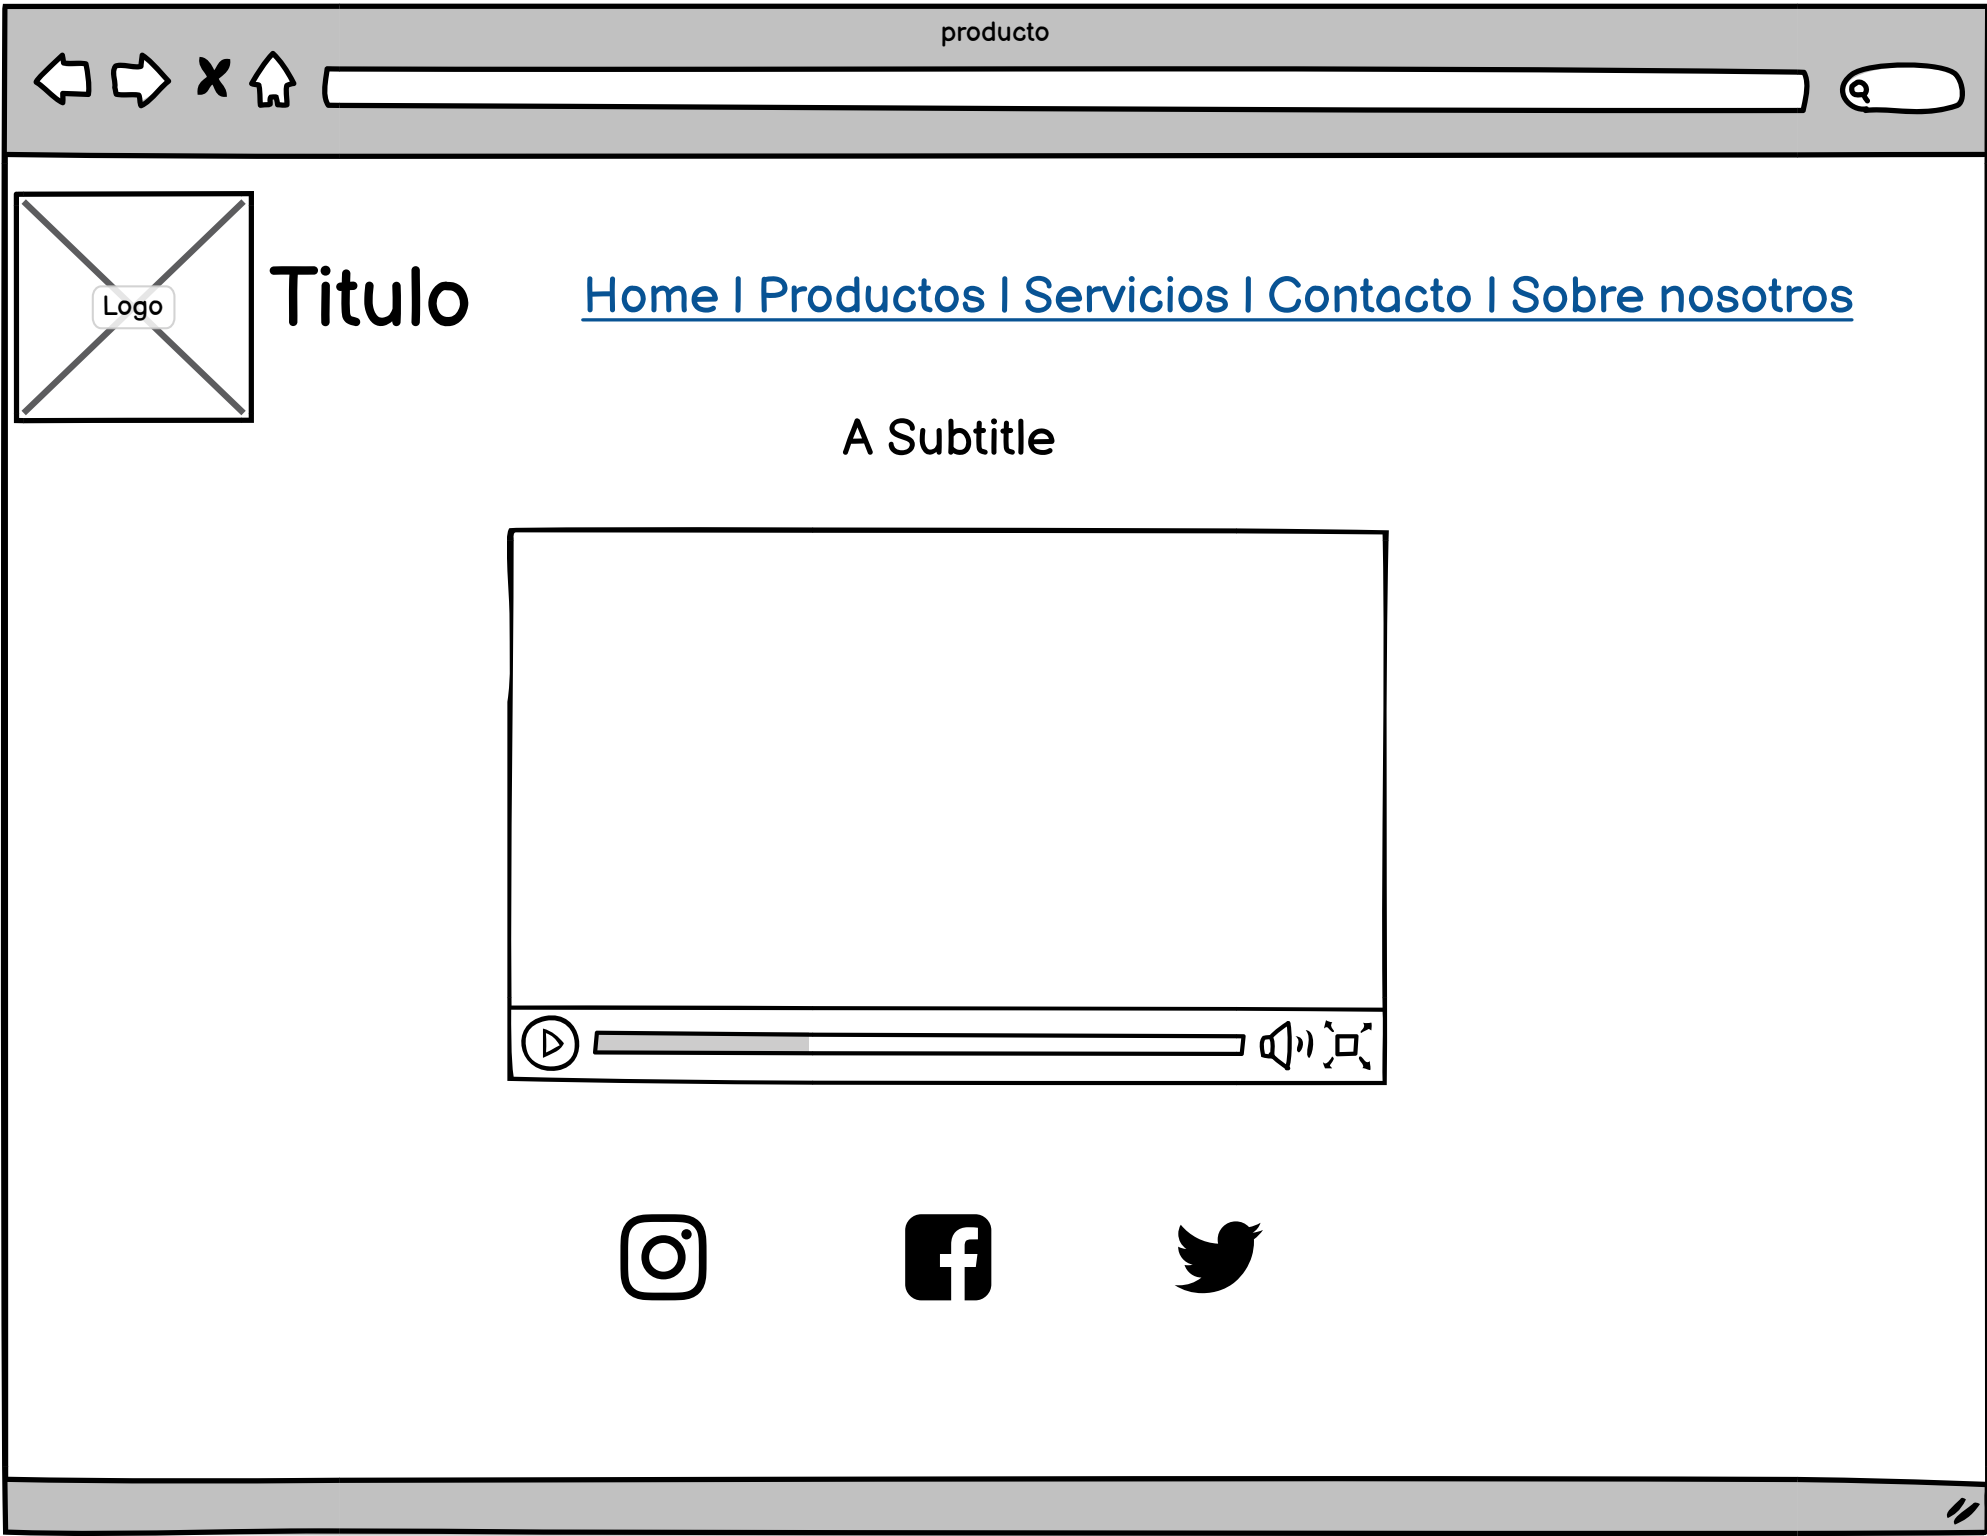 producto
Logo
Titulo
Home | Productos | Servicios | Contacto | Sobre nosotros
A Subtitle